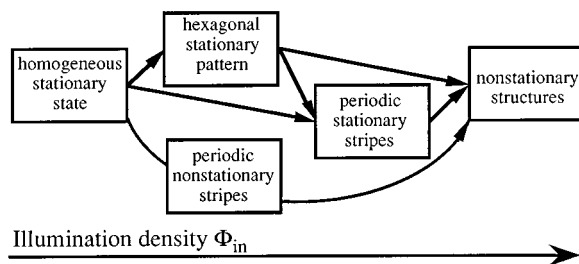 hexagonal
stationary
pattern
homogeneous
stationary
state
periodic
stationary
stripes
nonstationary
structures
periodic
nonstationary
stripes
Illumination density Φin